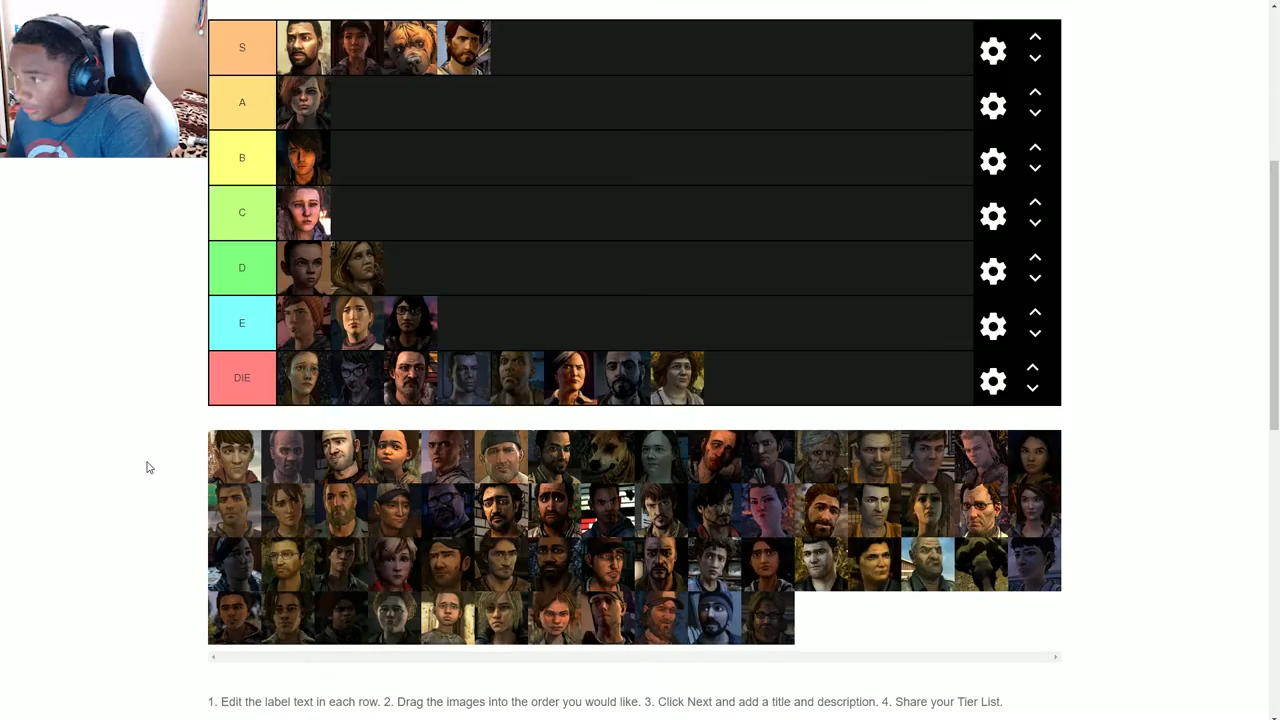 S
A
B
C
D
E
DIE
1. Edit the label text in each row. 2. Drag the images into the order you would like. 3. Click Next and add a title and description. 4. Share your Tier List.